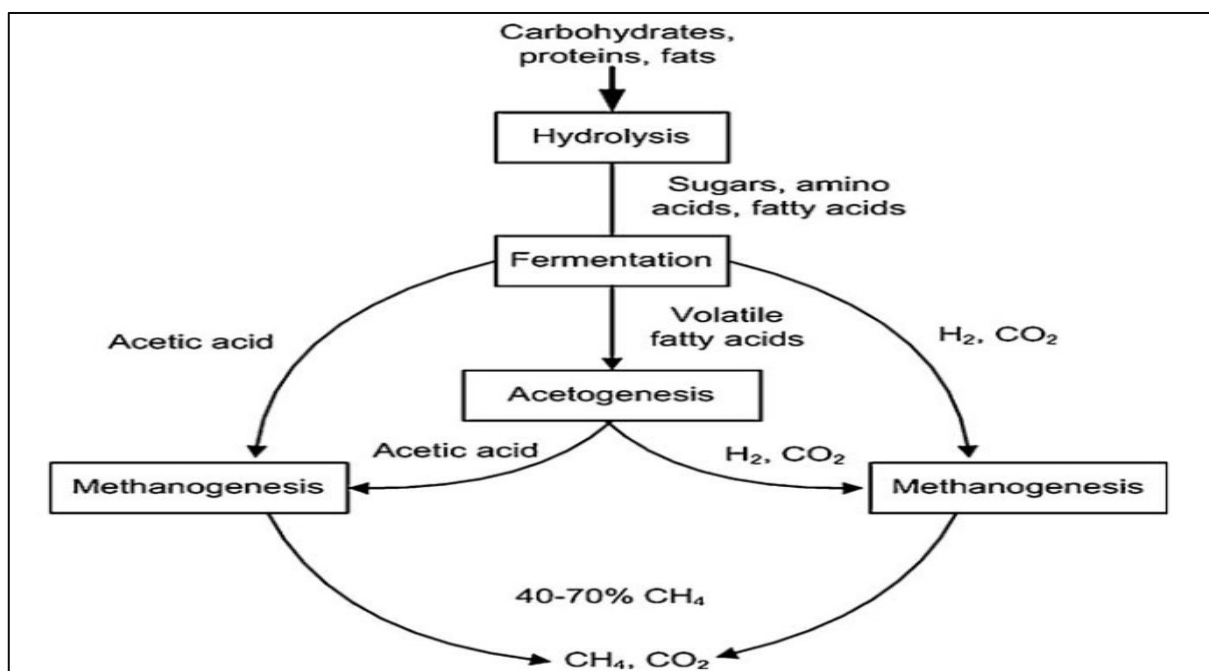 Carbohydrates,
proteins, fats
Hydrolysis
Sugars, amino
acids, fatty acids
Fermentation
Volatile
fatty acids
Acetic acid
H₂, CO₂
Acetogenesis
Acetic acid
H₂, CO₂
Methanogenesis
Methanogenesis
40-70% CH₄
CH₄, CO₂